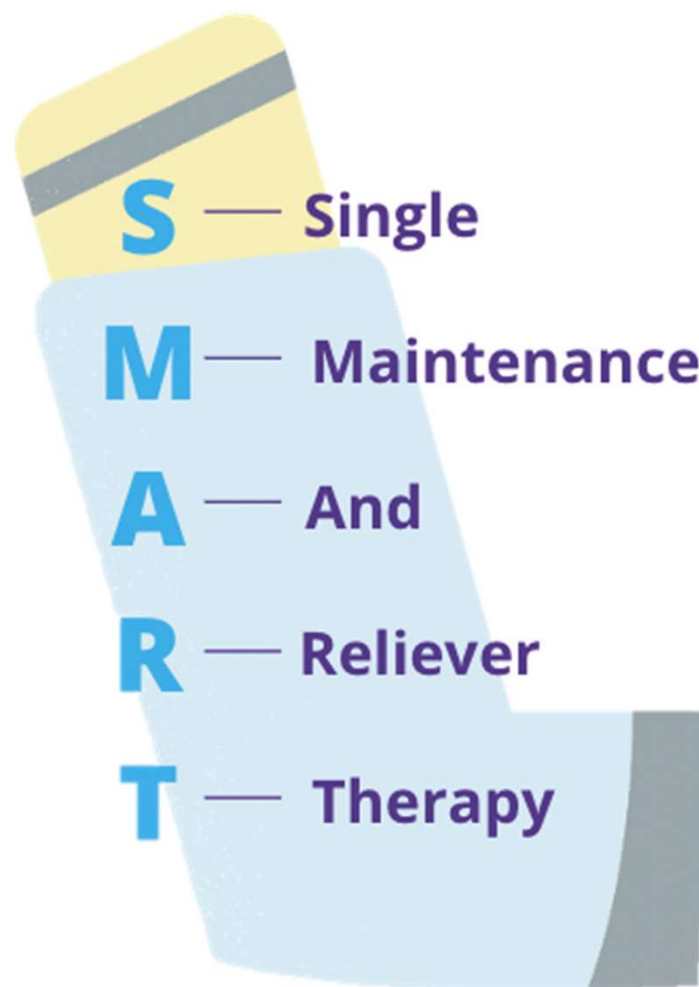 S — Single
M — Maintenance
A — And
R — Reliever
T — Therapy